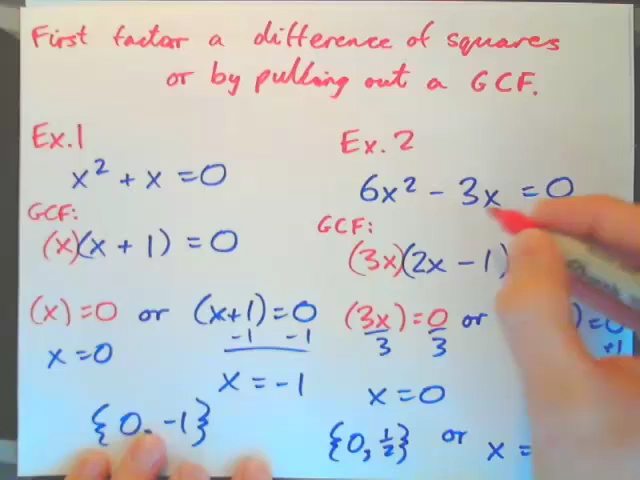 First factor a difference of squares
or by pulling out a GCF.
Ex.1
x² + x = 0
GCF:
(x)(x + 1) = 0
(x) = 0 or (x+1) = 0
-1 -1
x = 0
x = -1
{0, -1}
Ex. 2
6x² - 3x = 0
GCF:
(3x)(2x - 1)
(3x) = 0 or ) = 0
3 3 +1
x = 0
{0, 1/2} or x =